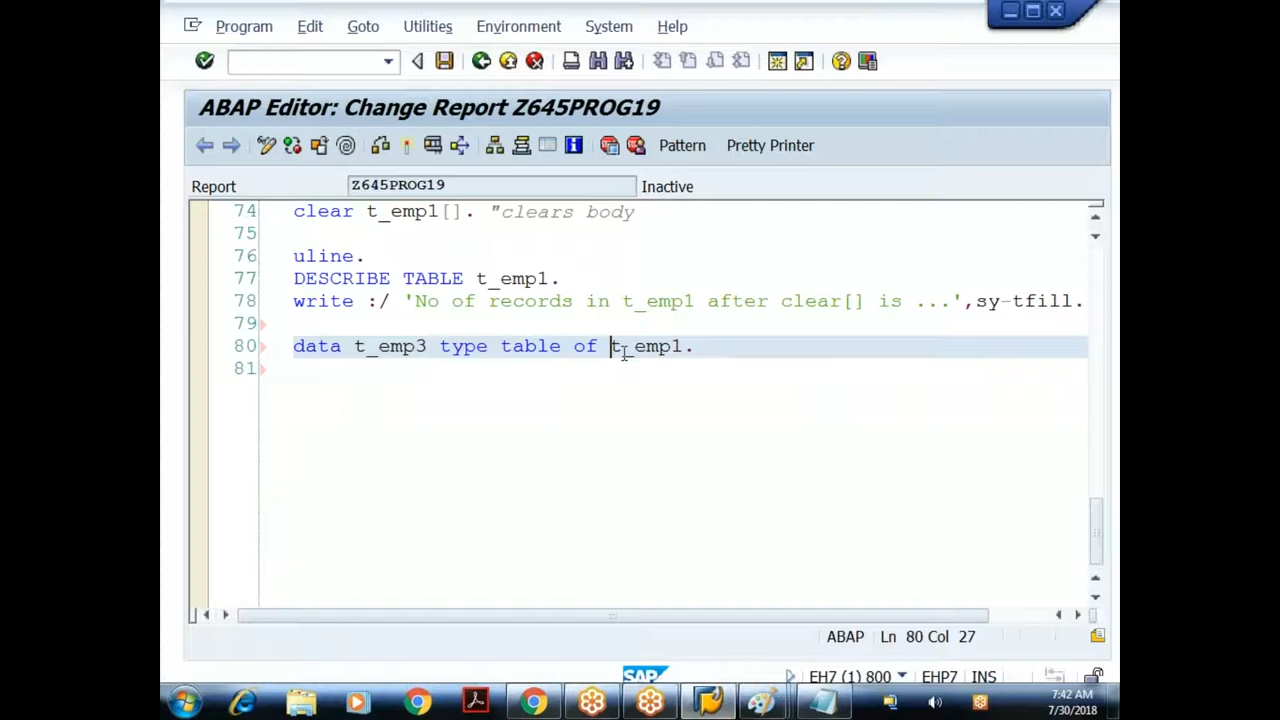 Program Edit Goto Utilities Environment System Help
ABAP Editor: Change Report Z645PROG19
Pattern Pretty Printer
Report Z645PROG19 Inactive
74 clear t_emp1[]. "clears body
75
76 uline.
77 DESCRIBE TABLE t_emp1.
78 write :/ 'No of records in t_emp1 after clear[] is ...',sy-tfill.
79
80 data t_emp3 type table of t_emp1.
81
ABAP Ln 80 Col 27
SAP EH7 (1) 800 EHP7 INS
7:42 AM
7/30/2018